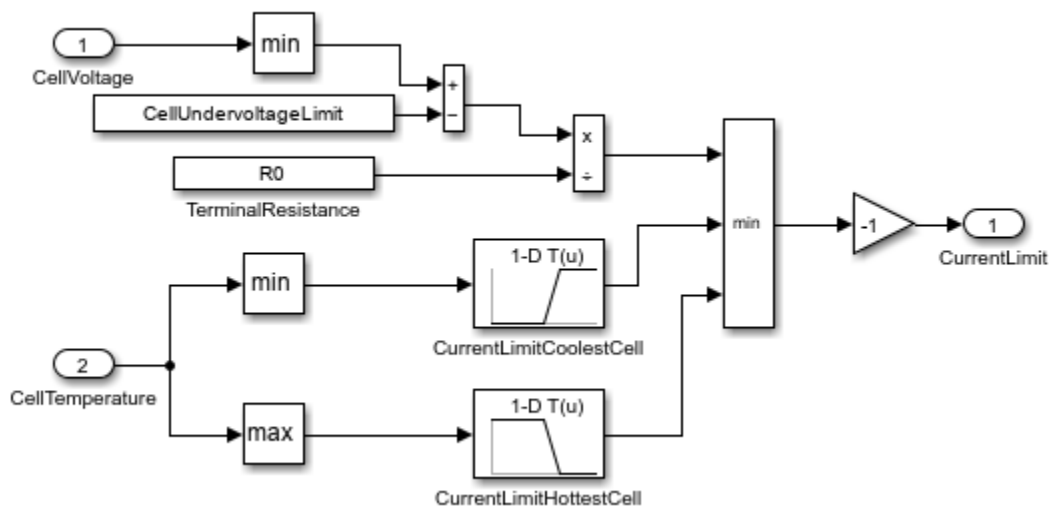 1
min
CellVoltage
+
CellUndervoltageLimit
−
x
R0
÷
TerminalResistance
min
-1
1
CurrentLimit
1-D T(u)
min
CurrentLimitCoolestCell
2
CellTemperature
1-D T(u)
max
CurrentLimitHottestCell